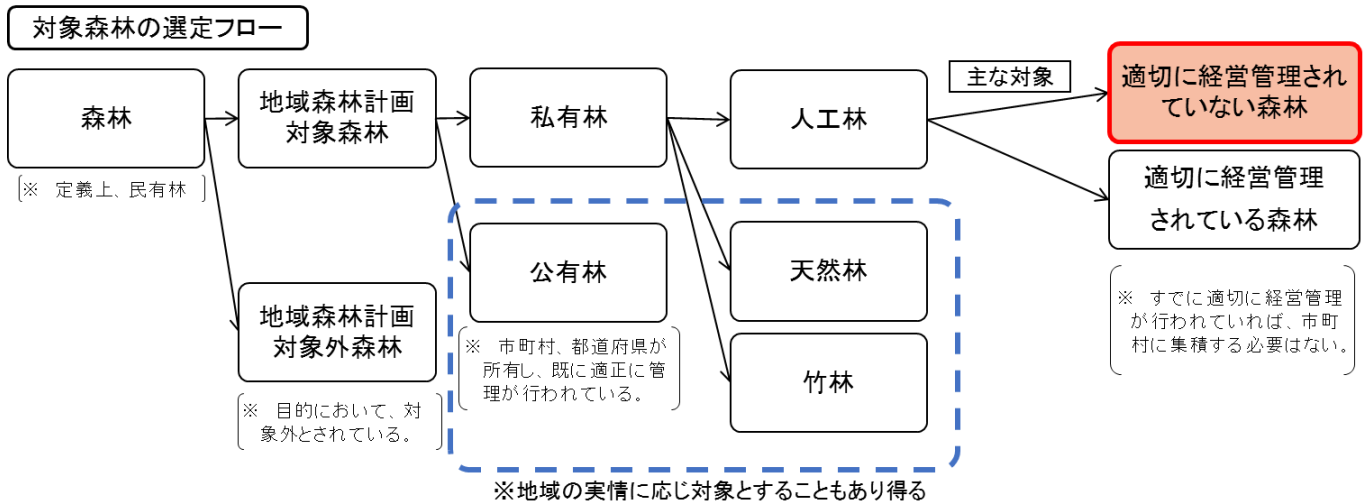 対象森林の選定フロー
森林
[※ 定義上、民有林]
地域森林計画
対象森林
地域森林計画
対象外森林
※ 目的において、対
象外とされている。
私有林
公有林
※ 市町村、都道府県が
所有し、既に適正に管
理が行われている。
人工林
天然林
竹林
※地域の実情に応じ対象とすることもあり得る
主な対象
適切に経営管理され
ていない森林
適切に経営管理
されている森林
※ すでに適切に経営管理
が行われていれば、市町
村に集積する必要はない。